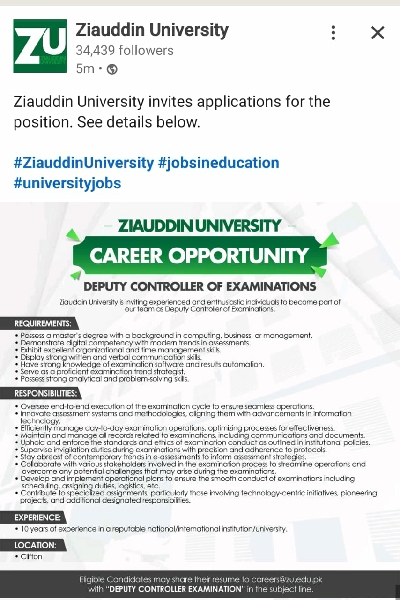 ZU
Ziauddin University
34,439 followers
5m •
Ziauddin University invites applications for the
position. See details below.
#ZiauddinUniversity #jobsineducation
#universityjobs
ZIAUDDIN UNIVERSITY
CAREER OPPORTUNITY
DEPUTY CONTROLLER OF EXAMINATIONS
Ziauddin University is inviting experienced and enthusiastic individuals to become part of
our team as Deputy Controller of Examinations.
REQUIREMENTS:
• Possess a master's degree with a background in computing, business or management.
• Demonstrate digital competency with modern trends in assessments.
• Exhibit excellent organizational and time management skills.
• Display strong written and verbal communication skills.
• Have strong knowledge of examination software and results automation.
• Serve as a proficient examination trend strategist.
• Possess strong analytical and problem-solving skills.
RESPONSIBILITIES:
• Oversee end-to-end execution of the examination cycle to ensure seamless operations.
• Innovate assessment systems and methodologies, aligning them with advancements in information
technology.
• Efficiently manage day-to-day examination operations, optimizing processes for effectiveness.
• Maintain and manage all records related to examinations, including communications and documents.
• Uphold and enforce the standards and ethics of examination conduct as outlined in institutional policies.
• Supervise invigilation duties during examinations with precision and adherence to protocols.
• Stay abreast of contemporary trends in e-assessments to inform assessment strategies.
• Collaborate with various stakeholders involved in the examination process to streamline operations and
overcome any potential challenges that may arise during the examinations.
• Develop and implement operational plans to ensure the smooth conduct of examinations including
scheduling, assigning duties, logistics, etc.
• Contribute to specialized assignments, particularly those involving technology-centric initiatives, pioneering
projects, and additional designated responsibilities.
EXPERIENCE:
• 10 years of experience in a reputable national/international institution/university.
LOCATION:
• Clifton
Eligible Candidates may share their resume to careers@zu.edu.pk
with "DEPUTY CONTROLLER EXAMINATION" in the subject line.